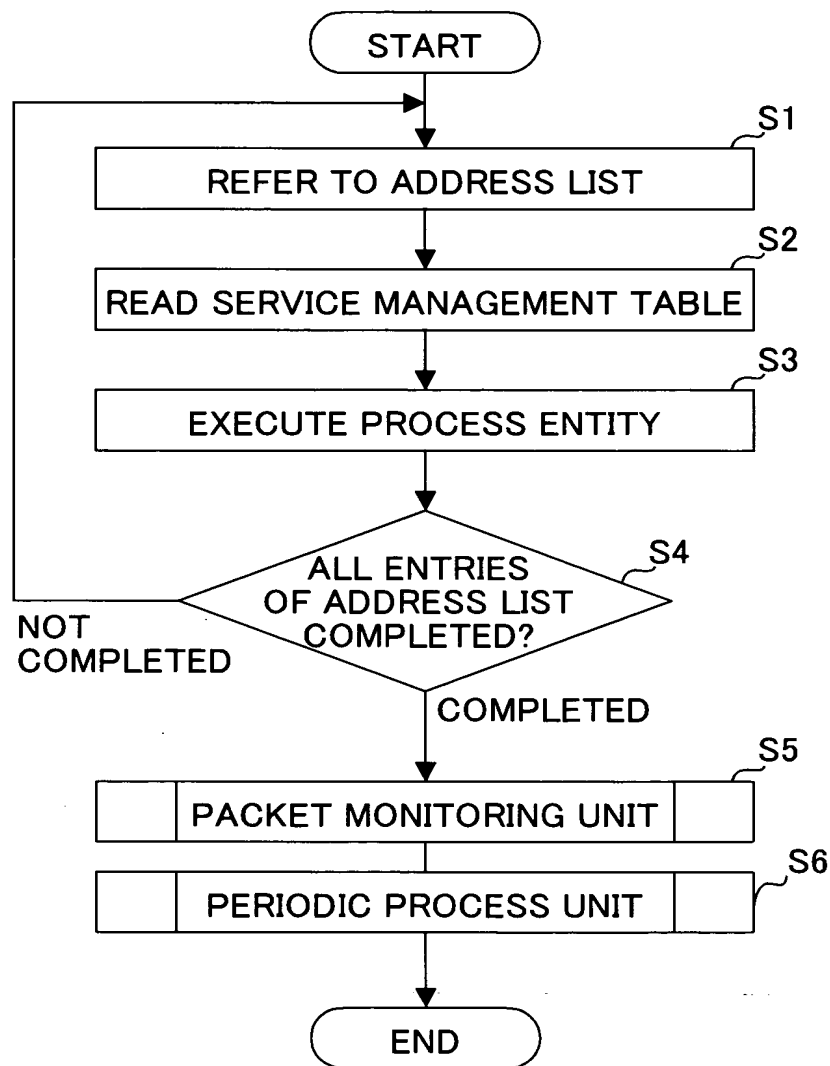 START
S1
REFER TO ADDRESS LIST
S2
READ SERVICE MANAGEMENT TABLE
S3
EXECUTE PROCESS ENTITY
S4
ALL ENTRIES
OF ADDRESS LIST
COMPLETED?
NOT
COMPLETED
COMPLETED
S5
PACKET MONITORING UNIT
S6
PERIODIC PROCESS UNIT
END